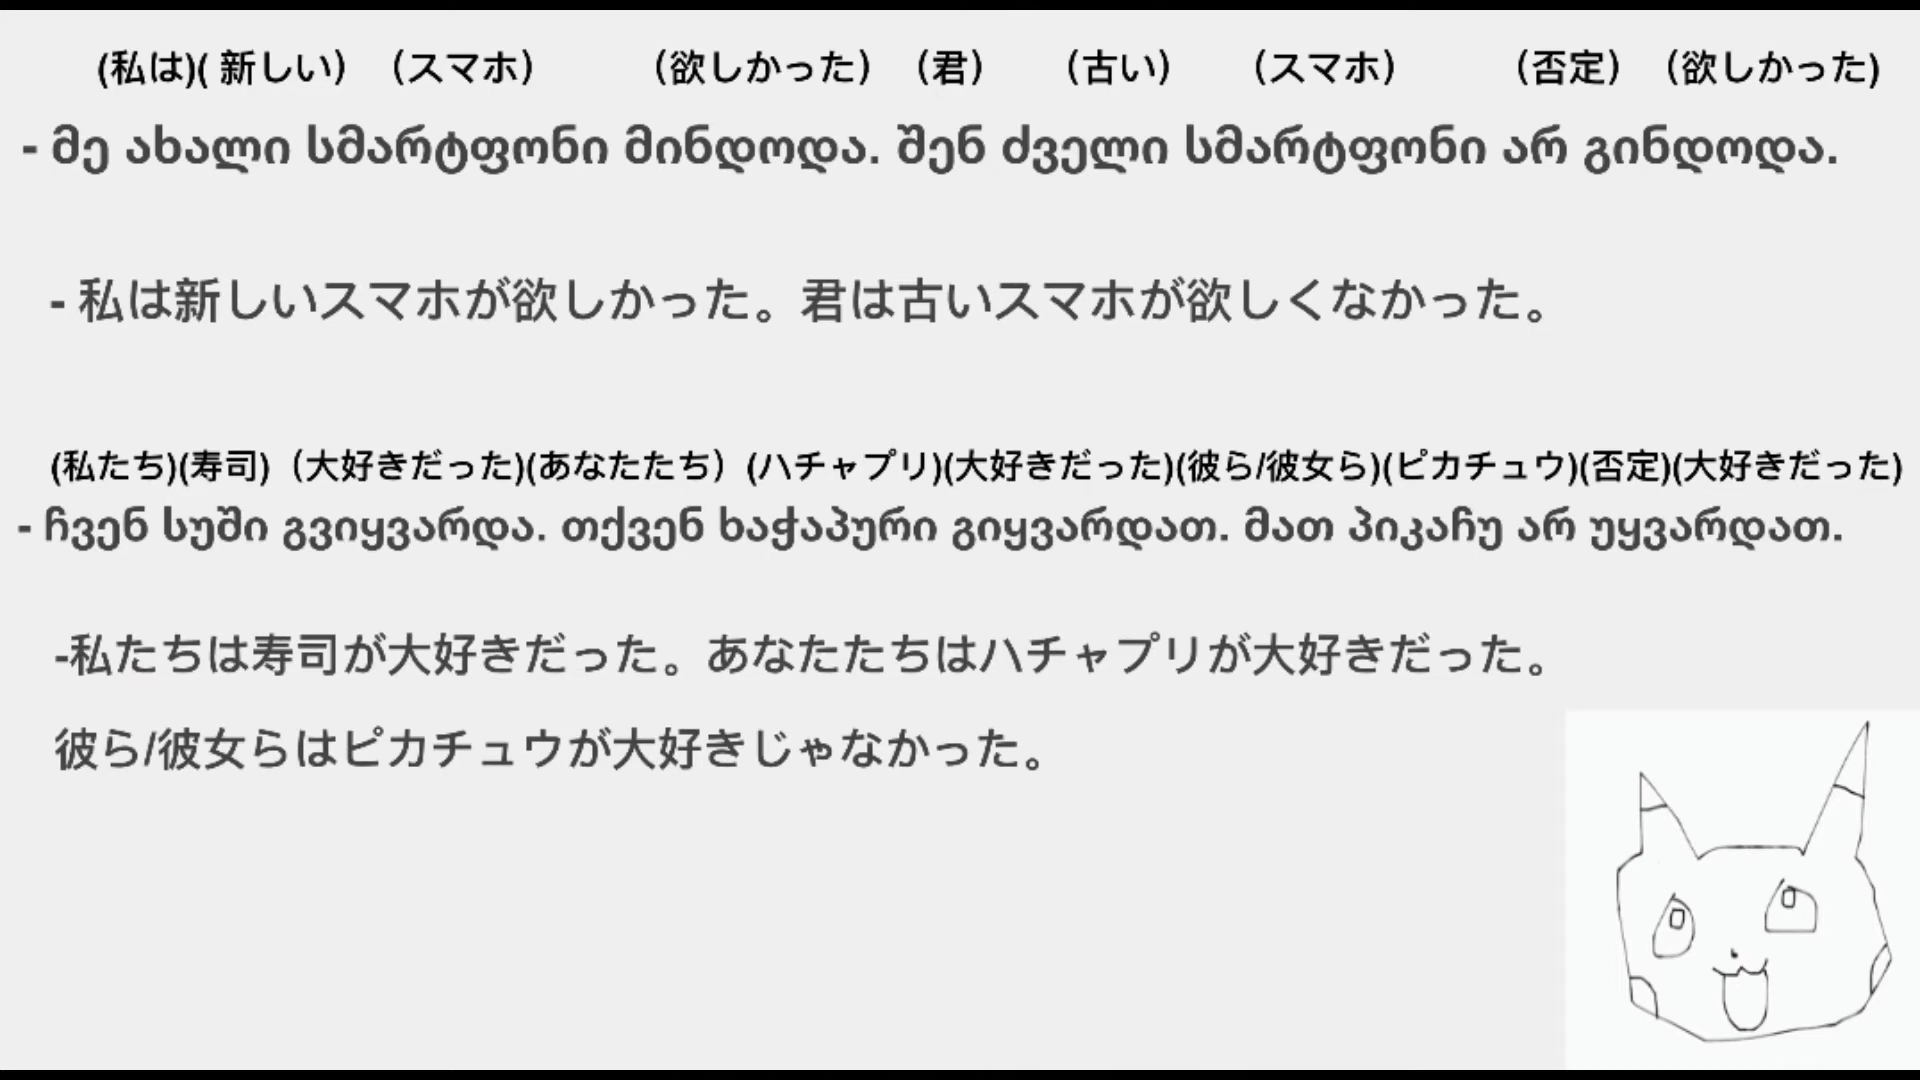 (私は)( 新しい）（スマホ）（欲しかった）（君）（古い）（スマホ）（否定）（欲しかった)
- მე ახალი სმარტფონი მინდოდა. შენ ძველი სმარტფონი არ გინდოდა.
- 私は新しいスマホが欲しかった。君は古いスマホが欲しくなかった。
(私たち)(寿司)（大好きだった)(あなたたち）(ハチャプリ)(大好きだった)(彼ら/彼女ら)(ピカチュウ)(否定)(大好きだった)
- ჩვენ სუში გვიყვარდა. თქვენ ხაჭაპური გიყვარდათ. მათ პიკაჩუ არ უყვარდათ.
-私たちは寿司が大好きだった。あなたたちはハチャプリが大好きだった。
彼ら/彼女らはピカチュウが大好きじゃなかった。